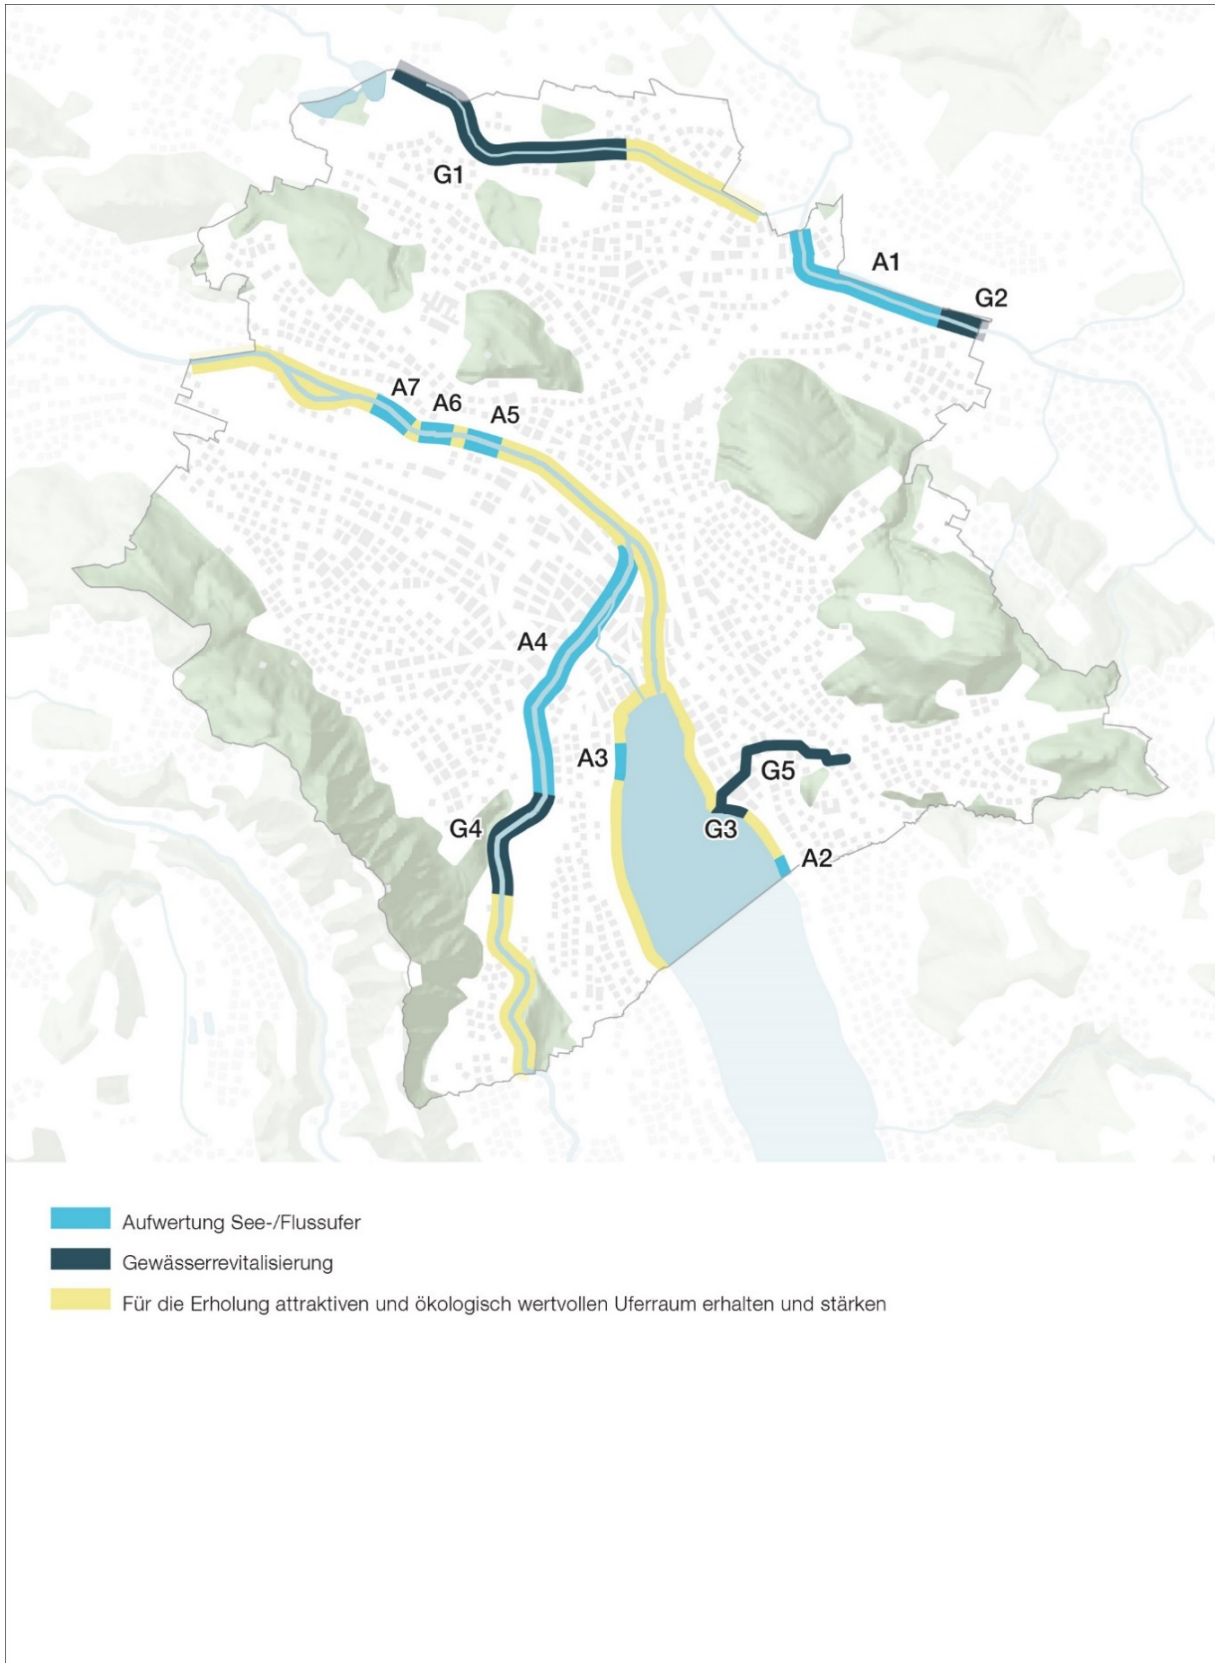 G1
A1
G2
A7
A6
A5
A4
A3
G5
G4
G3
A2
Aufwertung See-/Flussufer
Gewässerrevitalisierung
Für die Erholung attraktiven und ökologisch wertvollen Uferraum erhalten und stärken